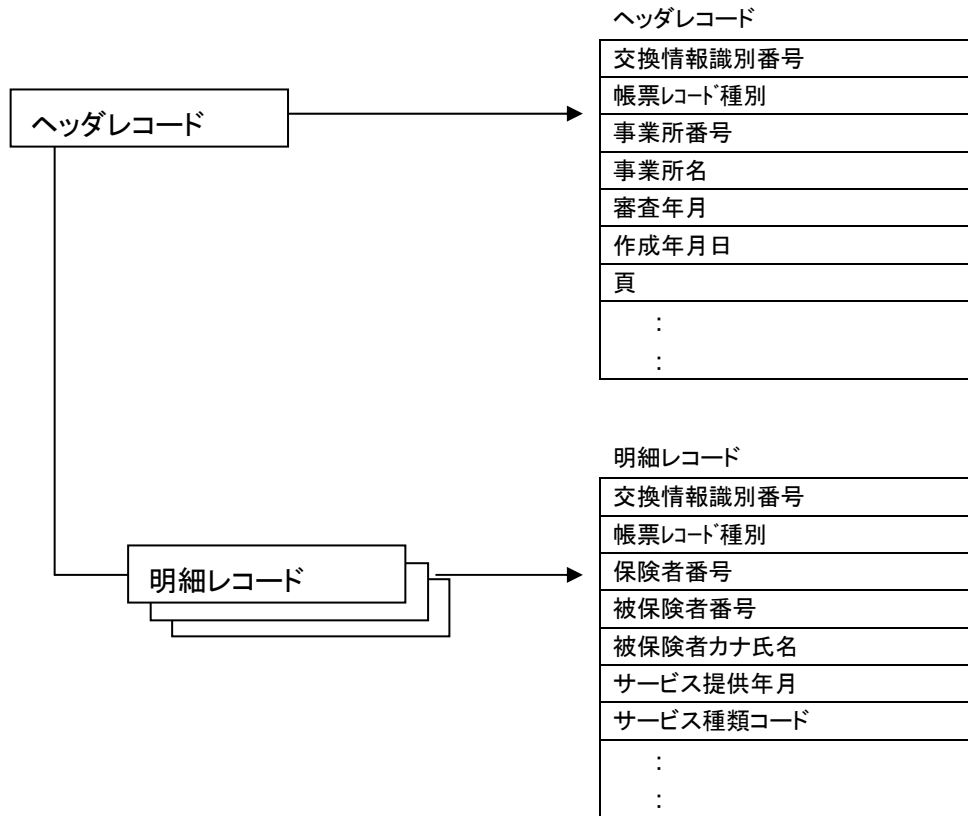 ヘッダレコード
ヘッダレコード
交換情報識別番号
帳票ﾚｺｰﾄﾞ種別
事業所番号
事業所名
審査年月
作成年月日
頁
:
:
明細レコード
明細レコード
交換情報識別番号
帳票ﾚｺｰﾄﾞ種別
保険者番号
被保険者番号
被保険者カナ氏名
サービス提供年月
サービス種類コード
:
: